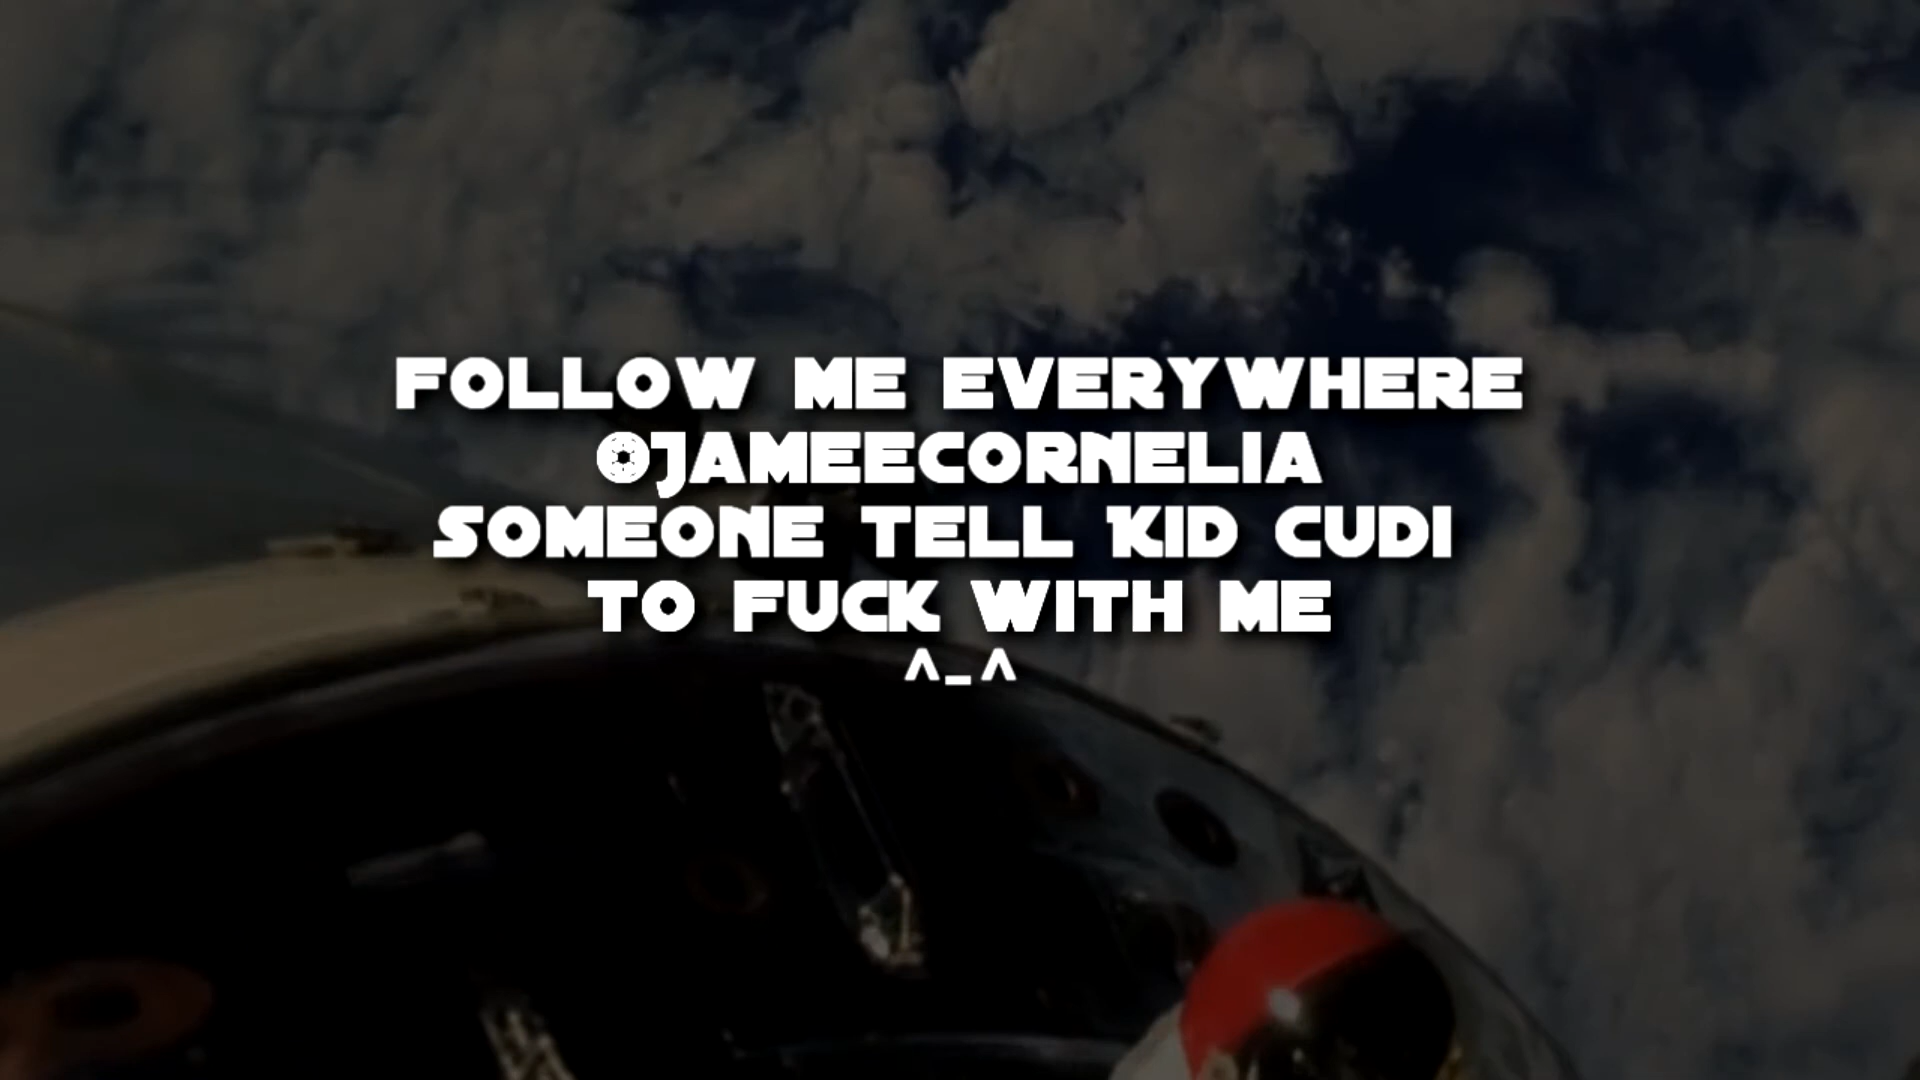 FOLLOW ME EVERYWHERE
@JAMEECORNELIA
SOMEONE TELL KID CUDI
TO FUCK WITH ME
^_^